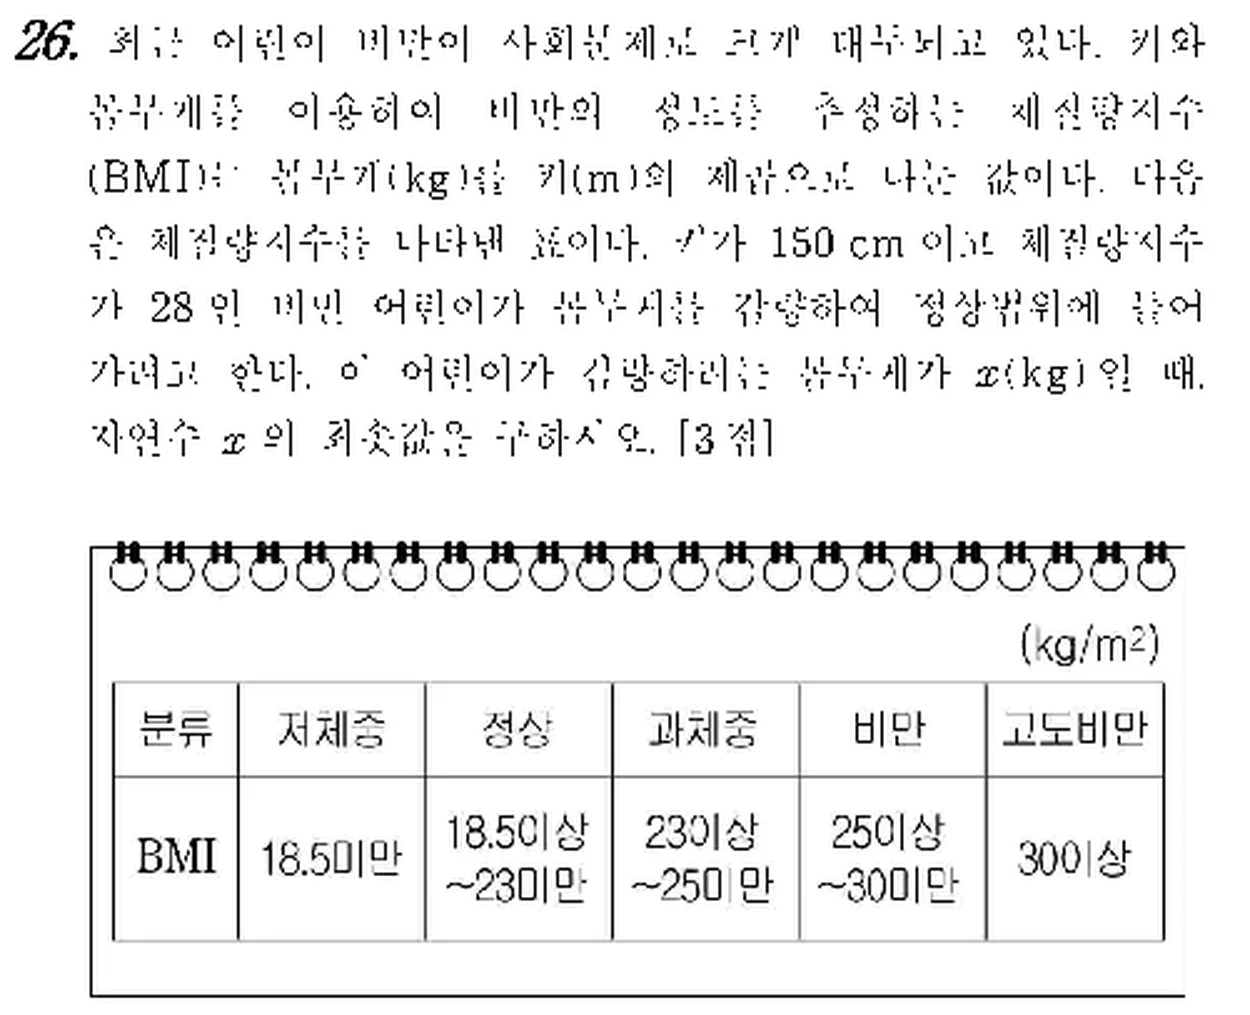 26. 최근 어린이 비만이 사회문제로 크게 대두되고 있다. 키와
몸무게를 이용하여 비만의 정도를 추정하는 체질량지수
(BMI)는 몸무게(kg)를 키(m)의 제곱으로 나눈 값이다. 다음
은 체질량지수를 나타낸 표이다. 키가 150 cm 이고 체질량지수
가 28 인 비만 어린이가 몸무게를 감량하여 정상범위에 들어
가려고 한다. 이 어린이가 감량하려는 몸무게가 x(kg) 일 때,
자연수 x 의 최솟값을 구하시오. [3 점]
(kg/m²)
분류 저체중 정상 과체중 비만 고도비만
BMI 18.5미만 18.5이상 ~23미만 23이상 ~25미만 25이상 ~30미만 30이상